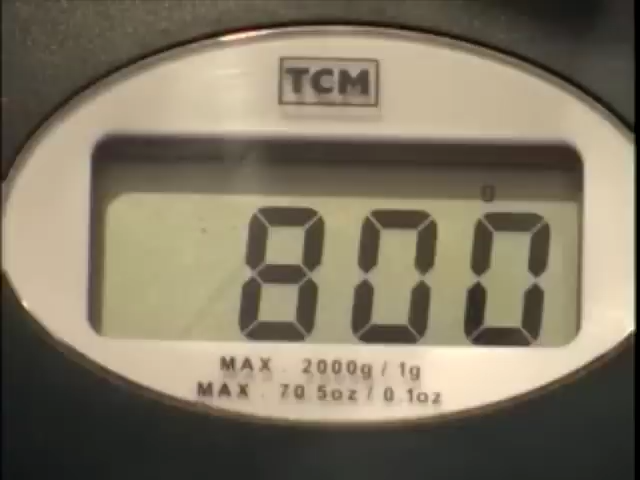 TCM
g
800
MAX . 2000g / 1g
MAX . 70.5oz / 0.1oz